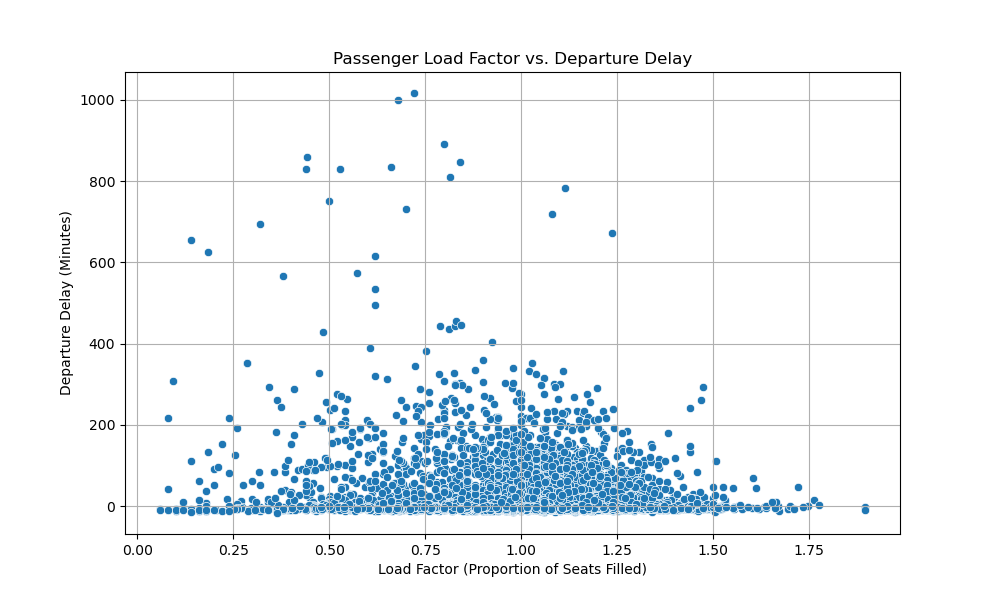 Passenger Load Factor vs. Departure Delay
1000
800
600
400
200
0
Departure Delay (Minutes)
0.00 0.25 0.50 0.75 1.00 1.25 1.50 1.75
Load Factor (Proportion of Seats Filled)